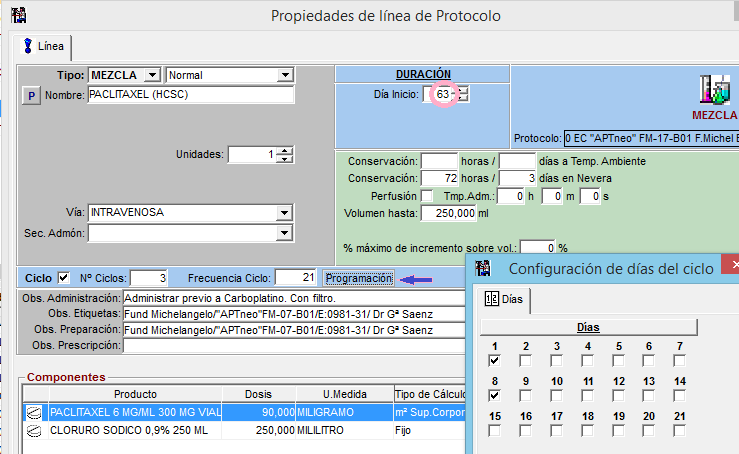 Propiedades de línea de Protocolo
Línea
Tipo: MEZCLA Normal
P Nombre: PACLITAXEL (HCSC)
Unidades: 1
Vía: INTRAVENOSA
Sec. Admón:
DURACIÓN
Día Inicio: 63
MEZCLA
Protocolo: 0 EC "APTneo" FM-17-B01 F.Michel
Conservación: horas / días a Temp. Ambiente
Conservación: 72 horas / 3 días en Nevera
Perfusión Tmp.Adm.: 0 h 0 m 0 s
Volumen hasta: 250,000 ml
% máximo de incremento sobre vol.: 0 %
Ciclo Nº Ciclos: 3 Frecuencia Ciclo: 21 Programación
Obs. Administración: Administrar previo a Carboplatino. Con filtro.
Obs. Etiquetas: Fund Michelangelo/"APTneo"FM-07-B01/E:0981-31/ Dr Gª Saenz
Obs. Preparación: Fund Michelangelo/"APTneo"FM-07-B01/E:0981-31/ Dr Gª Saenz
Obs. Prescripción:
Componentes
Producto Dosis U.Medida Tipo de Cálculo
PACLITAXEL 6 MG/ML 300 MG VIAL 90,000 MILIGRAMO m² Sup.Corpor
CLORURO SODICO 0,9% 250 ML 250,000 MILILITRO Fijo
Configuración de días del ciclo
Días
Días
1 2 3 4 5 6 7
8 9 10 11 12 13 14
15 16 17 18 19 20 21